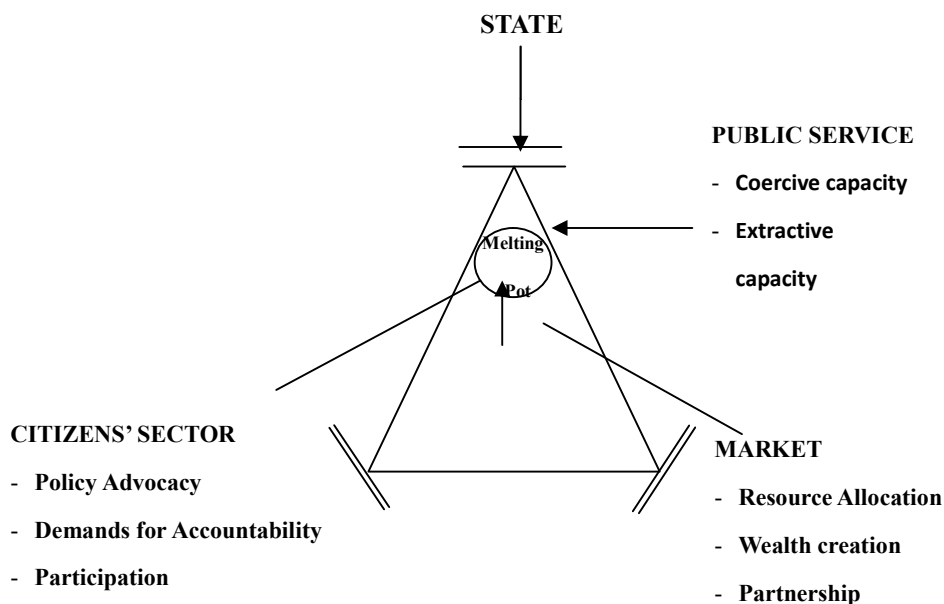 STATE
PUBLIC SERVICE
- Coercive capacity
- Extractive
capacity
Melting
Pot
CITIZENS’ SECTOR
- Policy Advocacy
- Demands for Accountability
- Participation
MARKET
- Resource Allocation
- Wealth creation
- Partnership